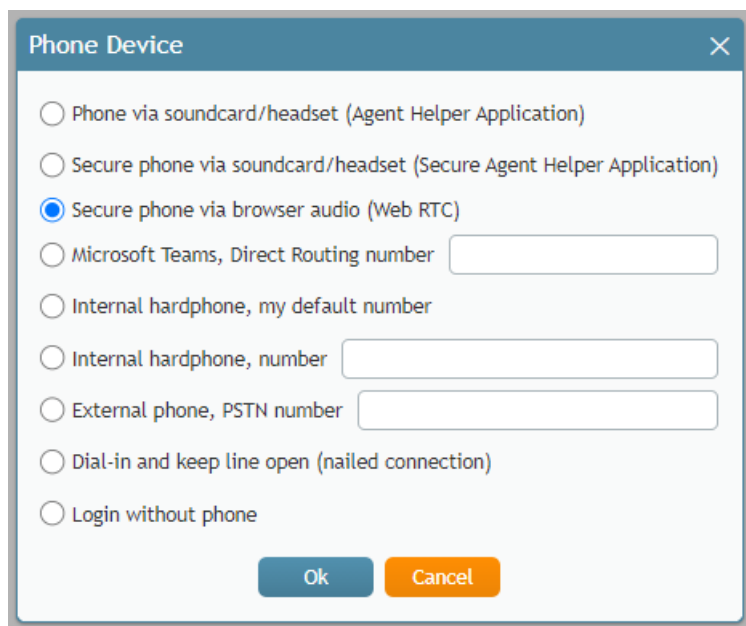 Phone Device
Phone via soundcard/headset (Agent Helper Application)
Secure phone via soundcard/headset (Secure Agent Helper Application)
Secure phone via browser audio (Web RTC)
Microsoft Teams, Direct Routing number
Internal hardphone, my default number
Internal hardphone, number
External phone, PSTN number
Dial-in and keep line open (nailed connection)
Login without phone
Ok Cancel